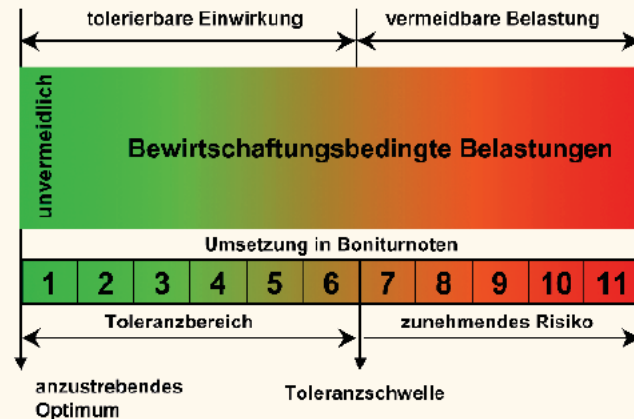 tolerierbare Einwirkung
vermeidbare Belastung
unvermeidlich
Bewirtschaftungsbedingte Belastungen
Umsetzung in Boniturnoten
1 2 3 4 5 6 7 8 9 10 11
Toleranzbereich
zunehmendes Risiko
anzustrebendes
Optimum
Toleranzschwelle